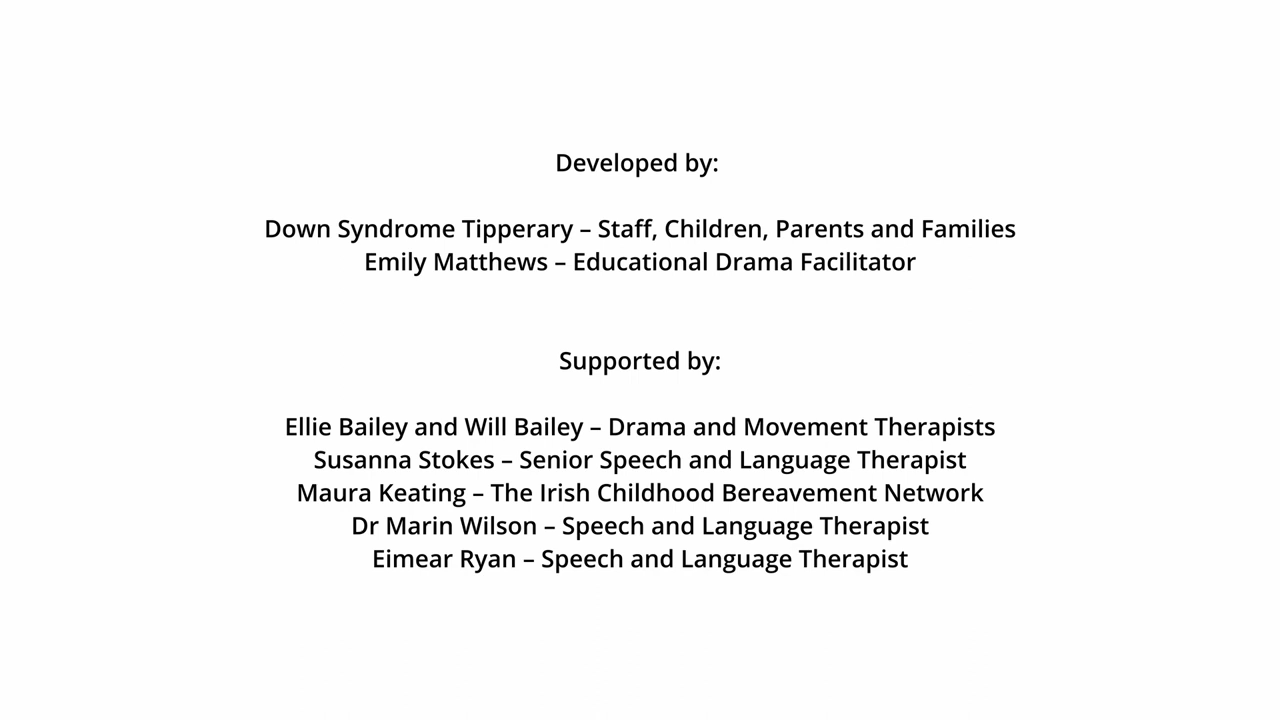 Developed by:
Down Syndrome Tipperary – Staff, Children, Parents and Families
Emily Matthews – Educational Drama Facilitator
Supported by:
Ellie Bailey and Will Bailey – Drama and Movement Therapists
Susanna Stokes – Senior Speech and Language Therapist
Maura Keating – The Irish Childhood Bereavement Network
Dr Marin Wilson – Speech and Language Therapist
Eimear Ryan – Speech and Language Therapist